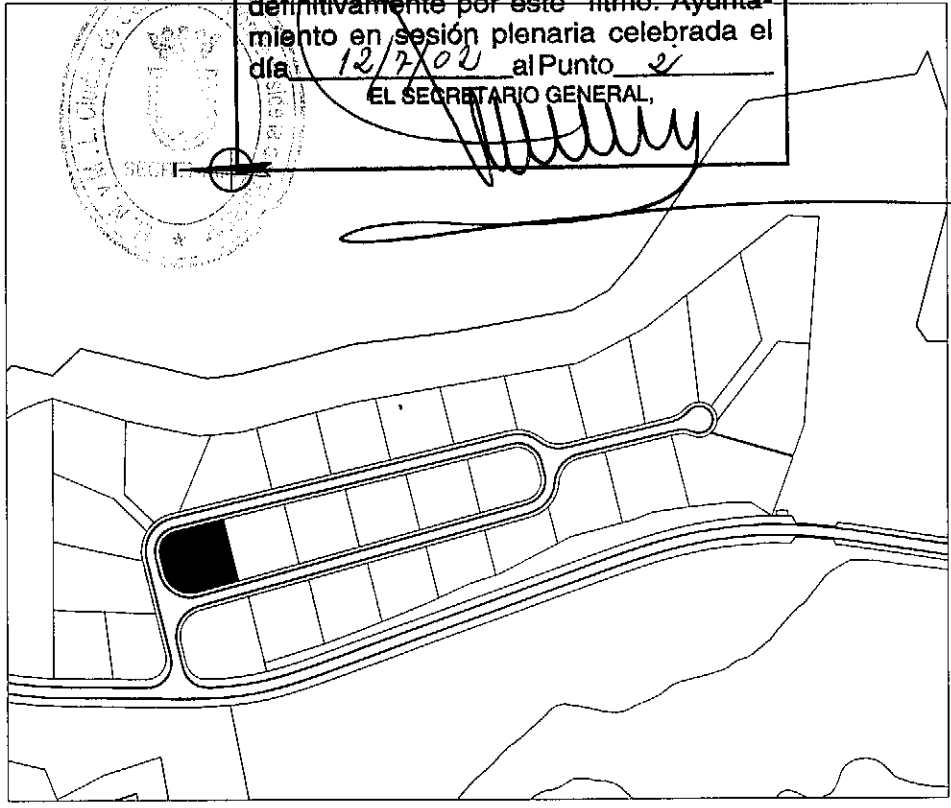 definitivamente por este Iltmo. Ayunta-
miento en sesión plenaria celebrada el
día 12/7/02 al Punto 2
EL SECRETARIO GENERAL,